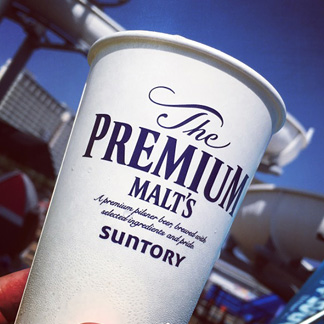 The
PREMIUM
MALT'S
A premium pilsner beer, brewed with
selected ingredients and pride.
SUNTORY